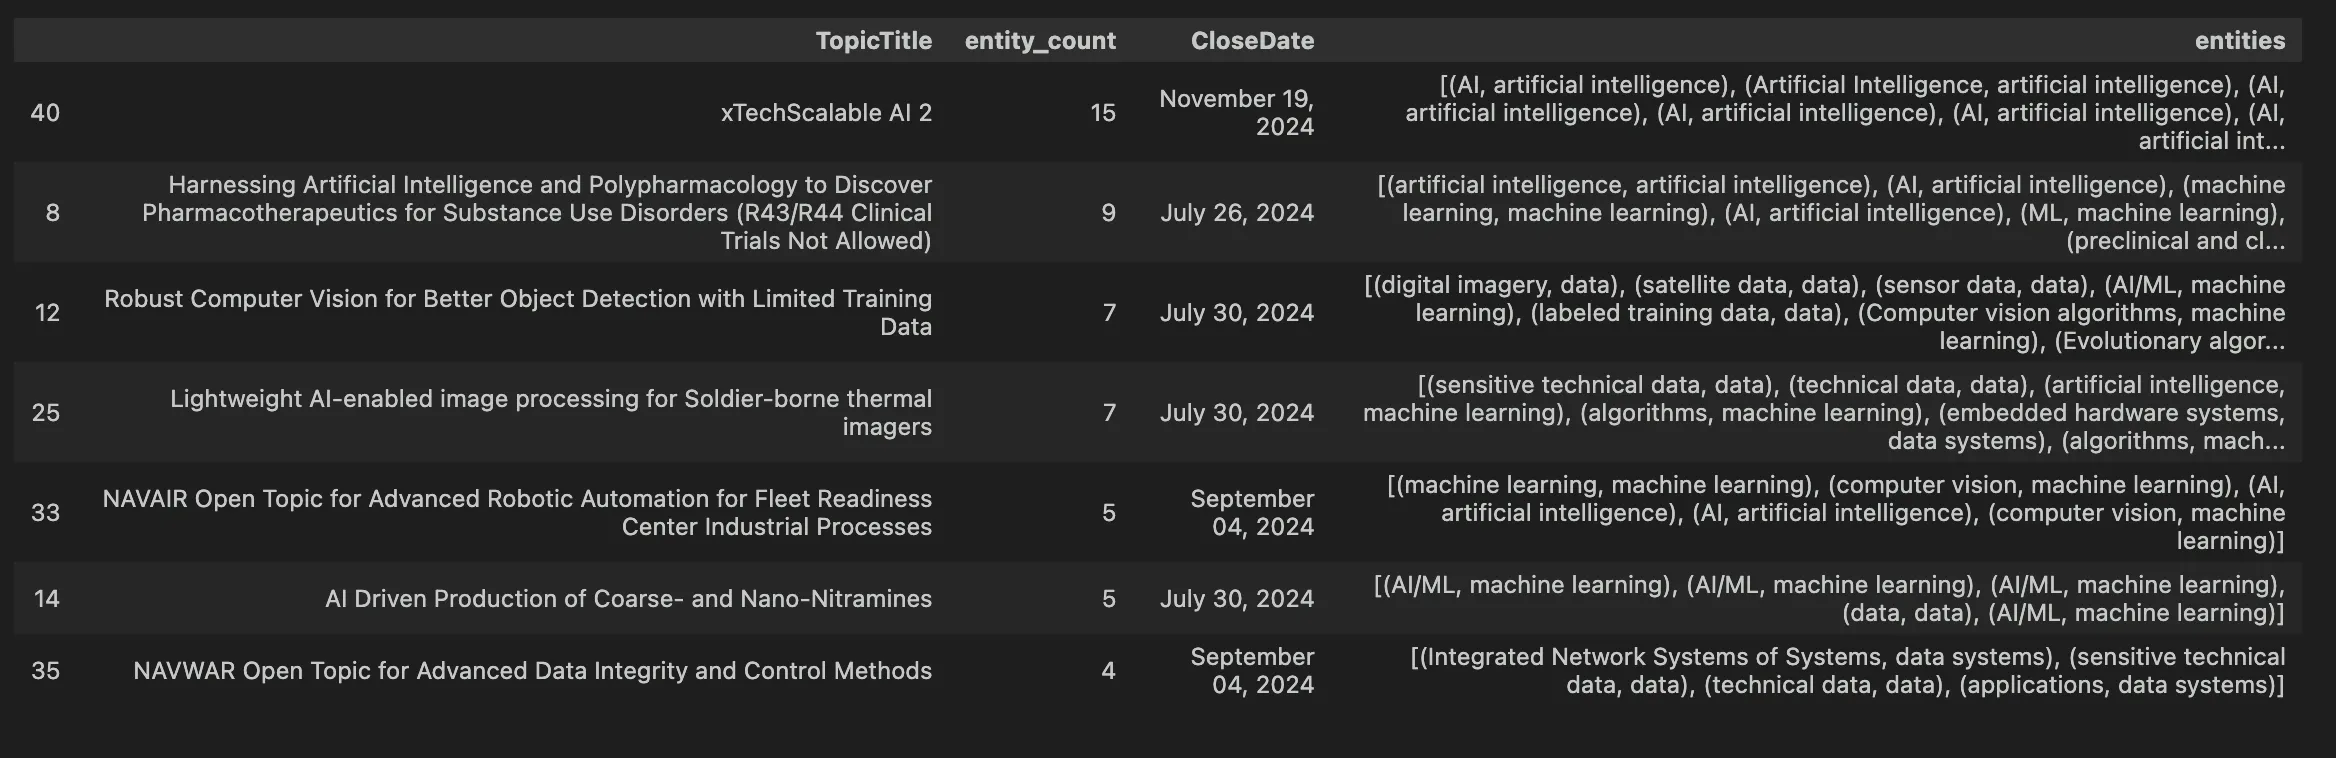 TopicTitle entity_count CloseDate entities
40 xTechScalable AI 2 15 November 19, 2024 [(AI, artificial intelligence), (Artificial Intelligence, artificial intelligence), (AI,
artificial intelligence), (AI, artificial intelligence), (AI, artificial intelligence), (AI,
artificial int...
8 Harnessing Artificial Intelligence and Polypharmacology to Discover
Pharmacotherapeutics for Substance Use Disorders (R43/R44 Clinical
Trials Not Allowed) 9 July 26, 2024 [(artificial intelligence, artificial intelligence), (AI, artificial intelligence), (machine
learning, machine learning), (AI, artificial intelligence), (ML, machine learning),
(preclinical and cl...
12 Robust Computer Vision for Better Object Detection with Limited Training
Data 7 July 30, 2024 [(digital imagery, data), (satellite data, data), (sensor data, data), (AI/ML, machine
learning), (labeled training data, data), (Computer vision algorithms, machine
learning), (Evolutionary algor...
25 Lightweight AI-enabled image processing for Soldier-borne thermal
imagers 7 July 30, 2024 [(sensitive technical data, data), (technical data, data), (artificial intelligence,
machine learning), (algorithms, machine learning), (embedded hardware systems,
data systems), (algorithms, mach...
33 NAVAIR Open Topic for Advanced Robotic Automation for Fleet Readiness
Center Industrial Processes 5 September 04, 2024 [(machine learning, machine learning), (computer vision, machine learning), (AI,
artificial intelligence), (AI, artificial intelligence), (computer vision, machine
learning)]
14 AI Driven Production of Coarse- and Nano-Nitramines 5 July 30, 2024 [(AI/ML, machine learning), (AI/ML, machine learning), (AI/ML, machine learning),
(data, data), (AI/ML, machine learning)]
35 NAVWAR Open Topic for Advanced Data Integrity and Control Methods 4 September 04, 2024 [(Integrated Network Systems of Systems, data systems), (sensitive technical
data, data), (technical data, data), (applications, data systems)]